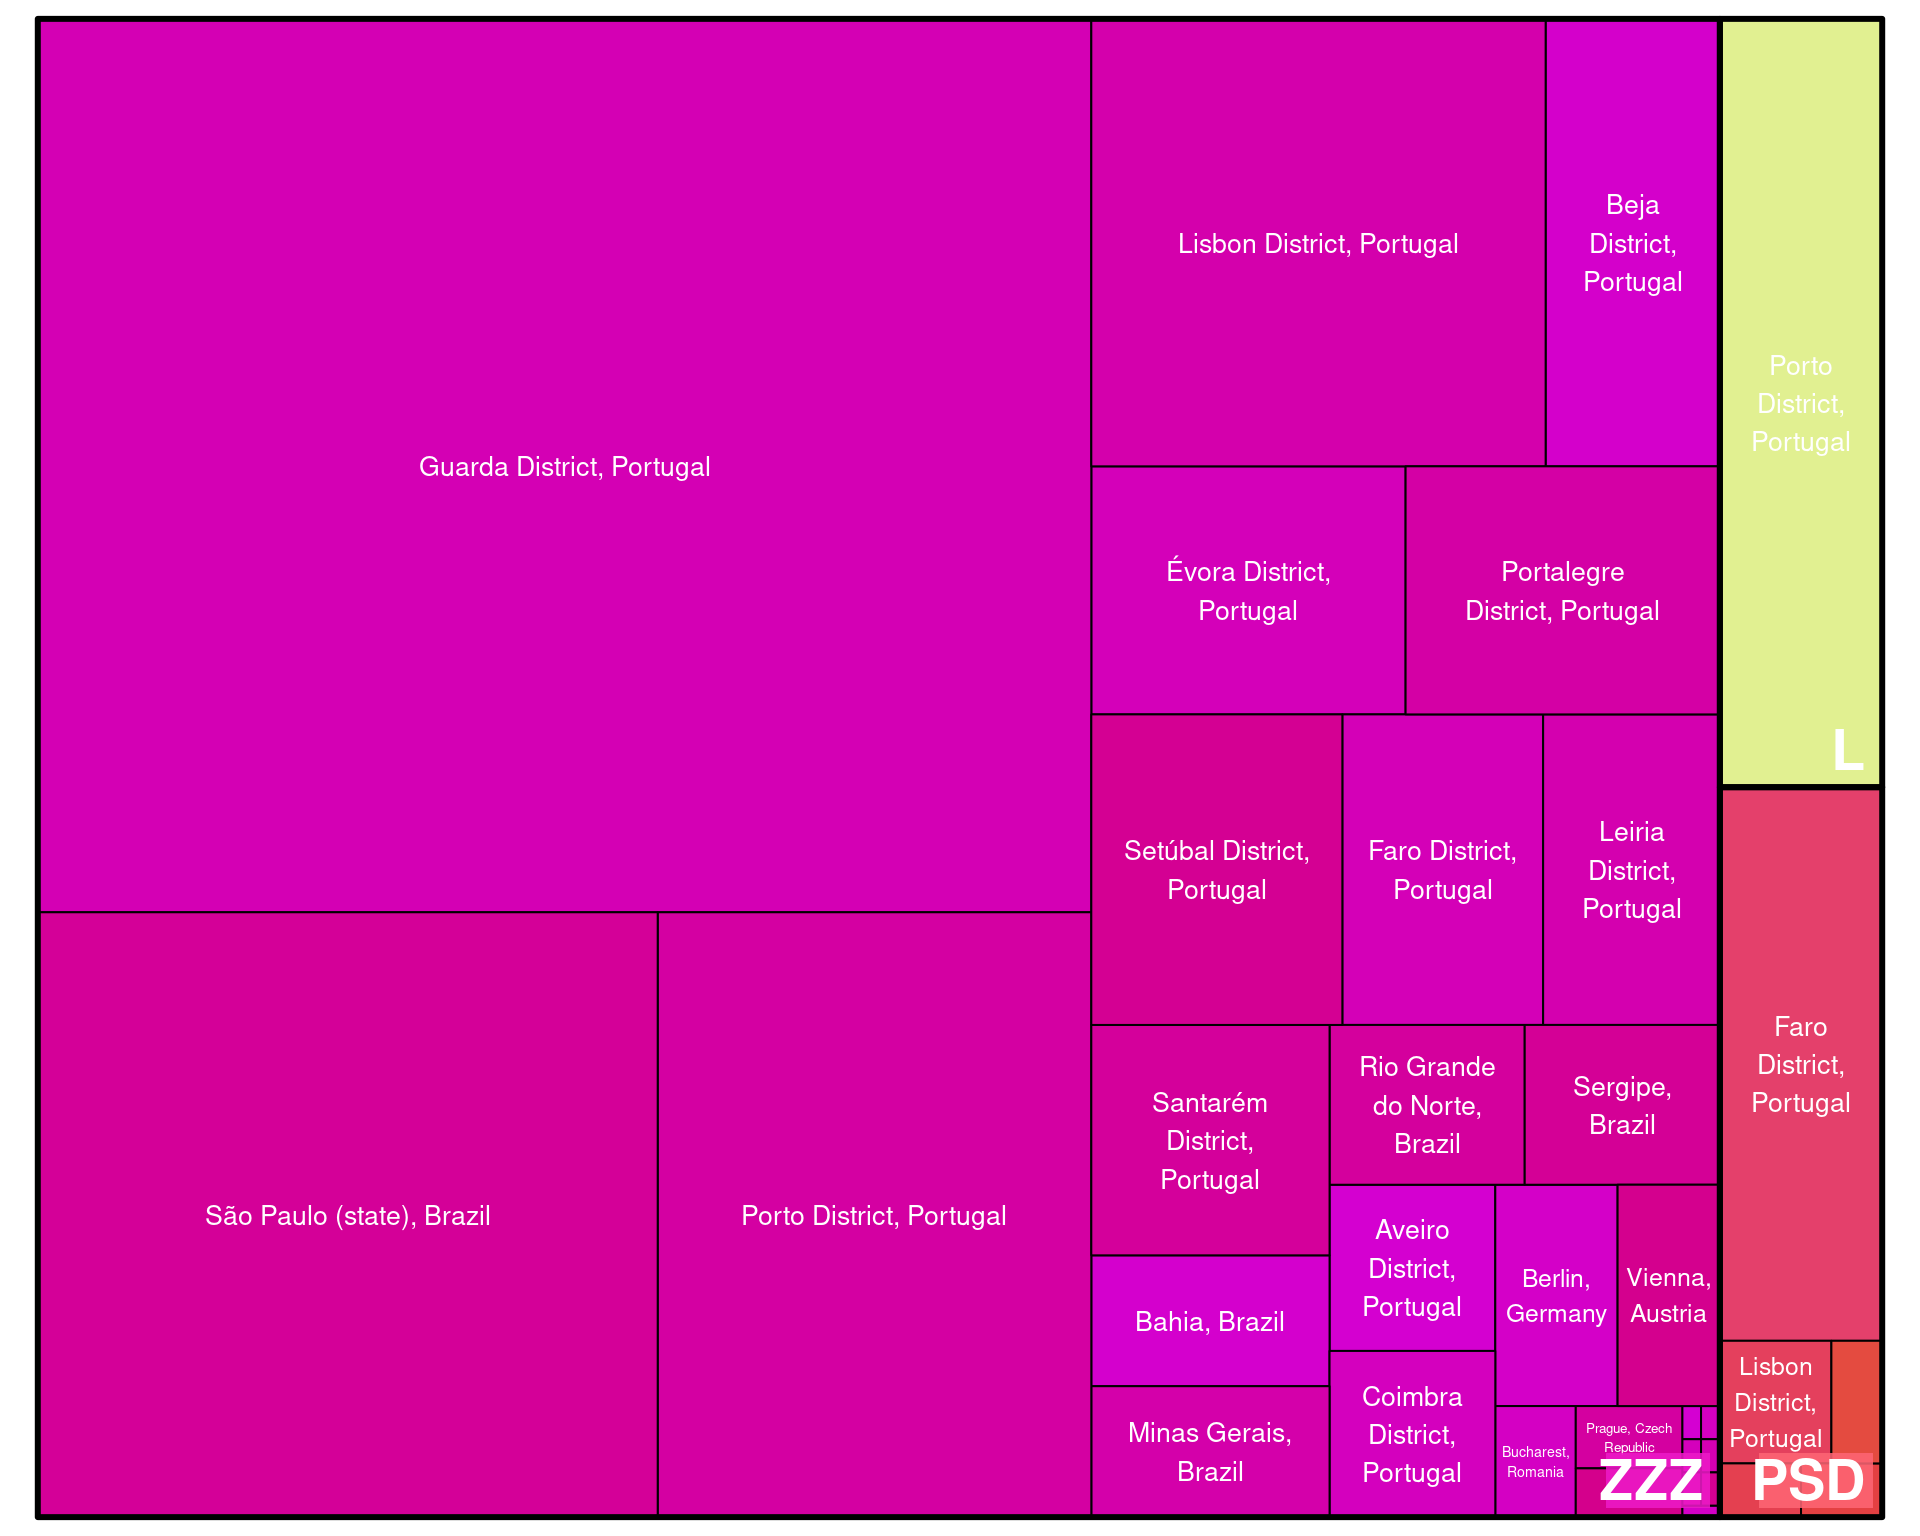 Guarda District, Portugal
Lisbon District, Portugal
Beja
District,
Portugal
Porto
District,
Portugal
L
Évora District,
Portugal
Portalegre
District, Portugal
Setúbal District,
Portugal
Faro District,
Portugal
Leiria
District,
Portugal
Faro
District,
Portugal
São Paulo (state), Brazil
Porto District, Portugal
Santarém
District,
Portugal
Rio Grande
do Norte,
Brazil
Sergipe,
Brazil
Bahia, Brazil
Minas Gerais,
Brazil
Aveiro
District,
Portugal
Coimbra
District,
Portugal
Berlin,
Germany
Vienna,
Austria
Bucharest,
Romania
Prague, Czech
Republic
ZZZ
Lisbon
District,
Portugal
PSD